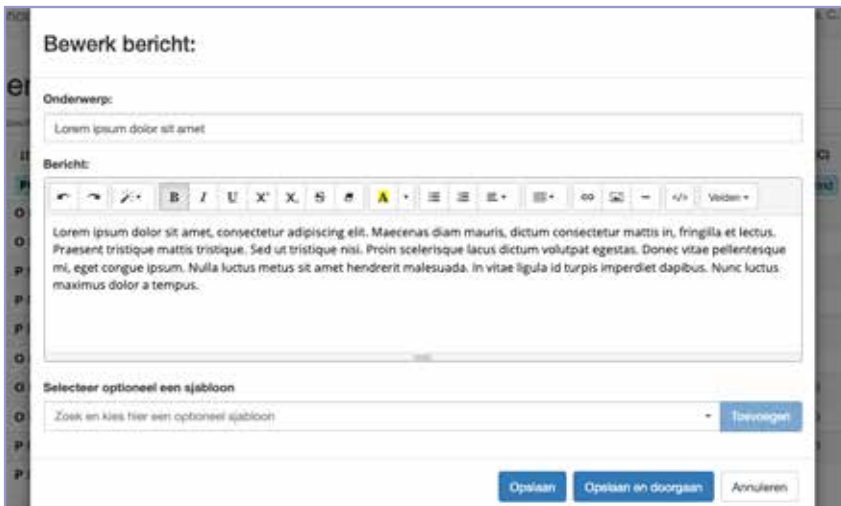 Bewerk bericht:
Onderwerp:
Lorem ipsum dolor sit amet
Bericht:
B I U X² X₂ S A </> Velden
Lorem ipsum dolor sit amet, consectetur adipiscing elit. Maecenas diam mauris, dictum consectetur mattis in, fringilla et lectus.
Praesent tristique mattis tristique. Sed ut tristique nisi. Proin scelerisque lacus dictum volutpat egestas. Donec vitae pellentesque
mi, eget congue ipsum. Nulla luctus metus sit amet hendrerit malesuada. In vitae ligula id turpis imperdiet dapibus. Nunc luctus
maximus dolor a tempus.
Selecteer optioneel een sjabloon
Zoek en kies hier een optioneel sjabloon
Toevoegen
Opslaan
Opslaan en doorgaan
Annuleren